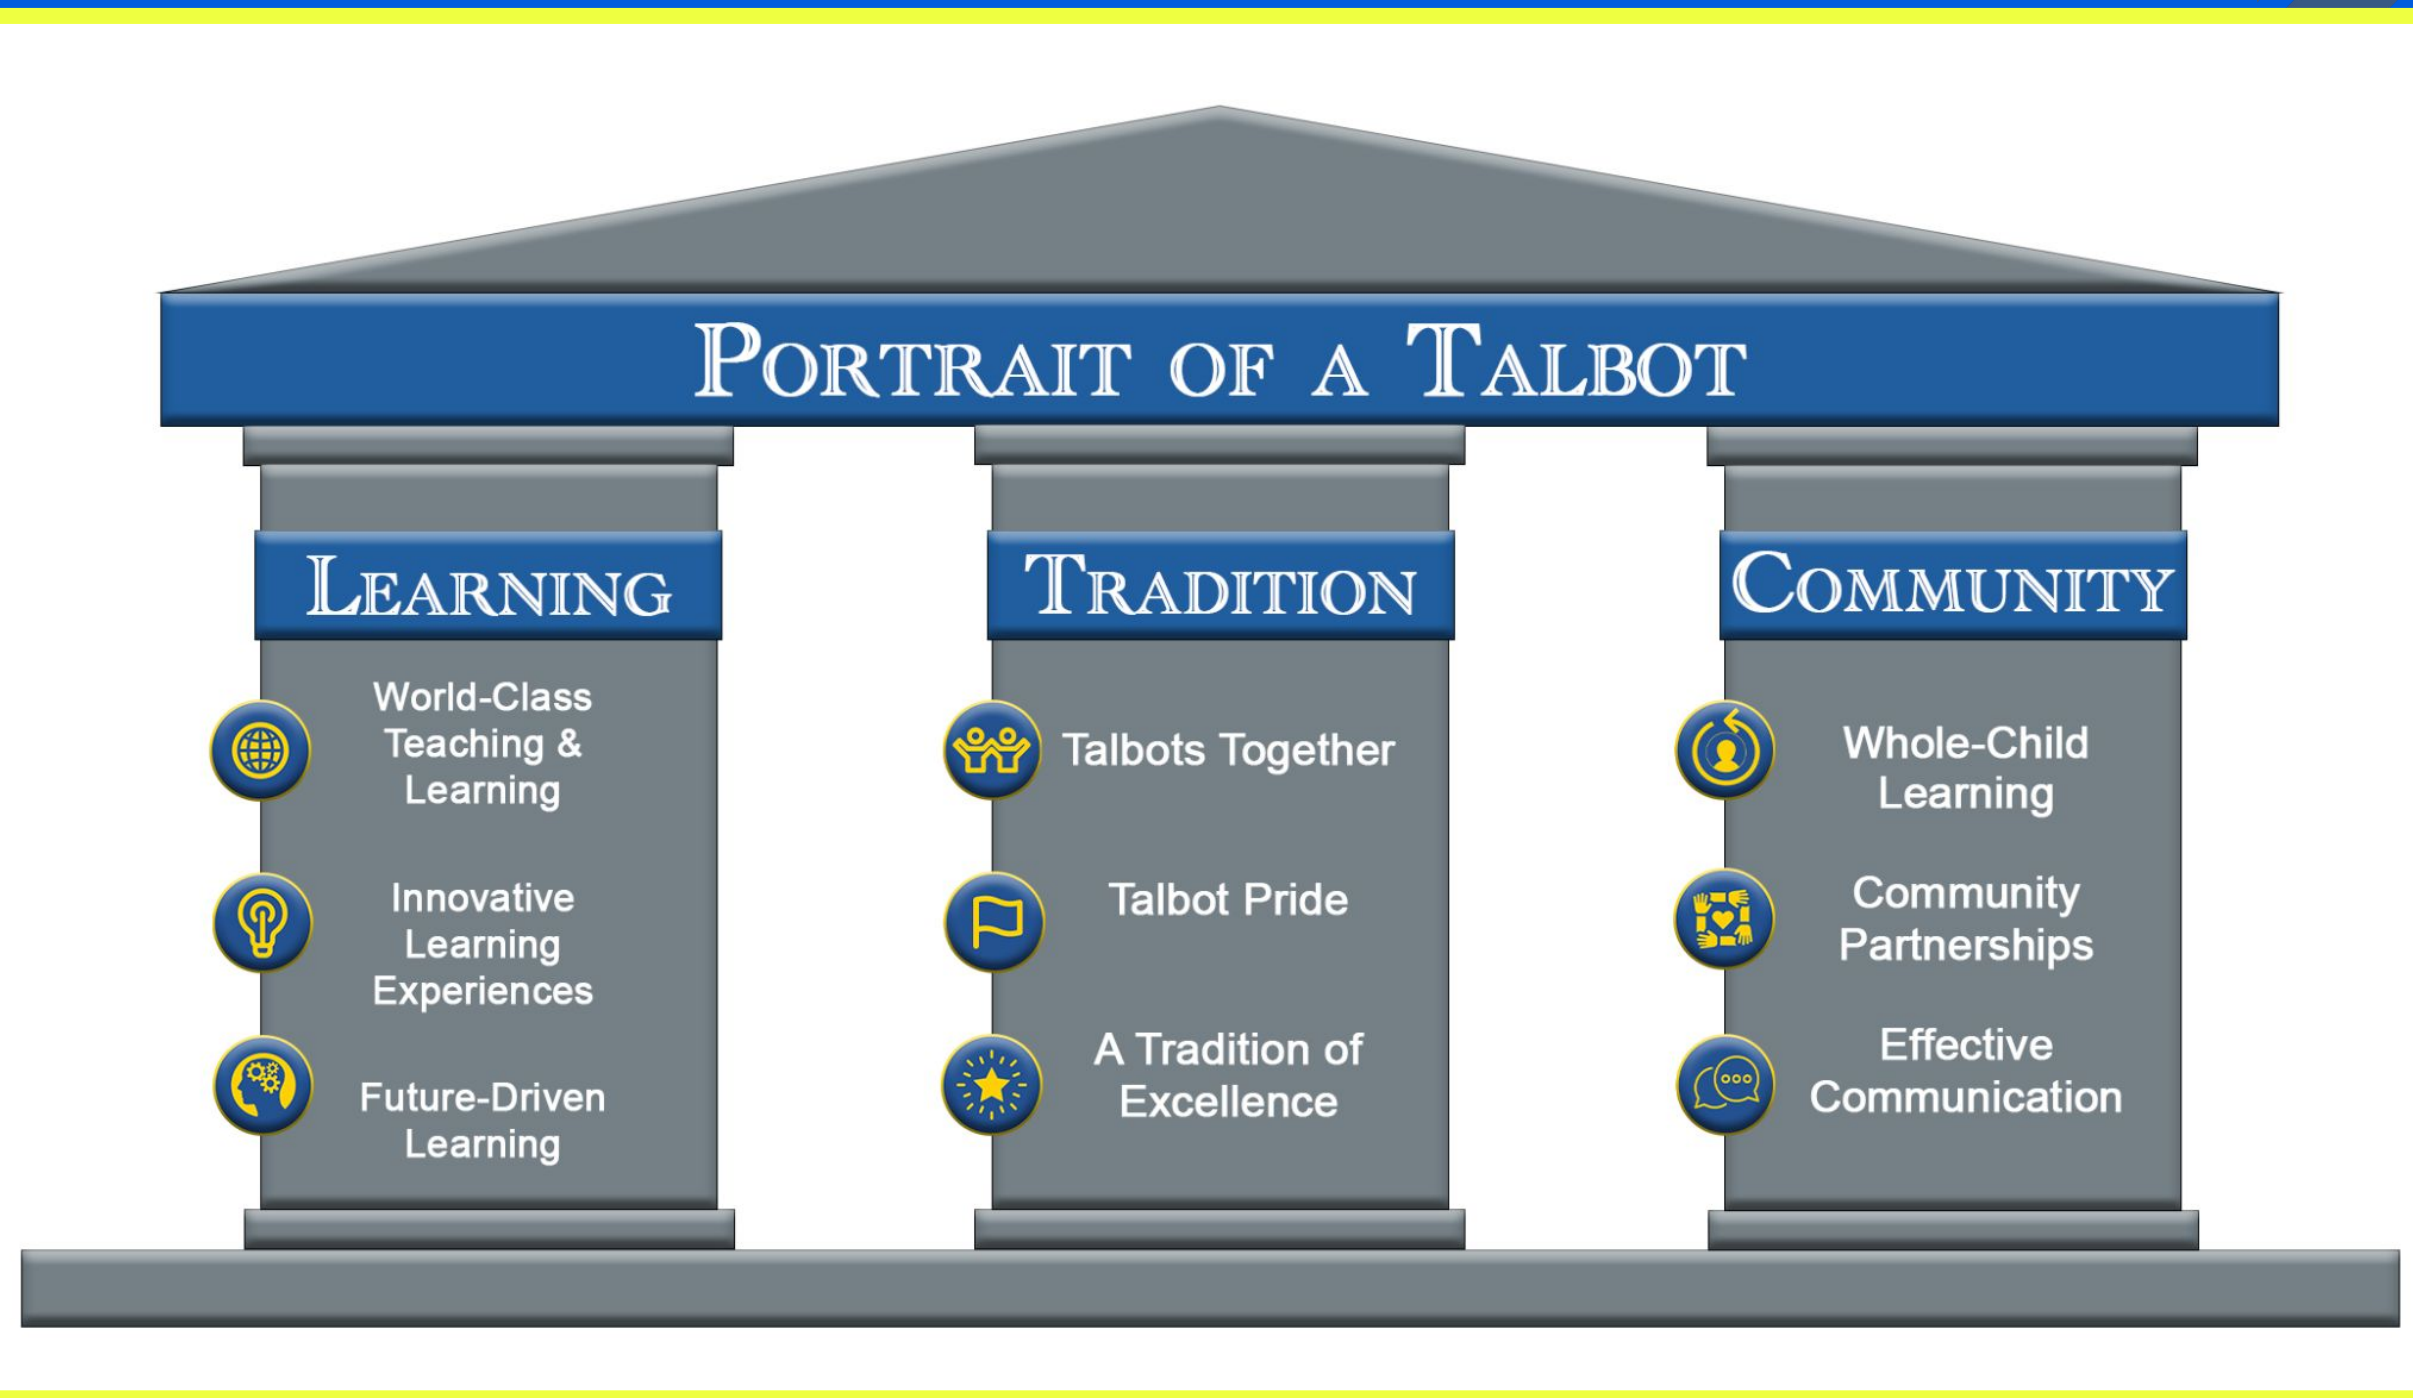 PORTRAIT OF A TALBOT
LEARNING
World-Class
Teaching &
Learning
Innovative
Learning
Experiences
Future-Driven
Learning
TRADITION
Talbots Together
Talbot Pride
A Tradition of
Excellence
COMMUNITY
Whole-Child
Learning
Community
Partnerships
Effective
Communication